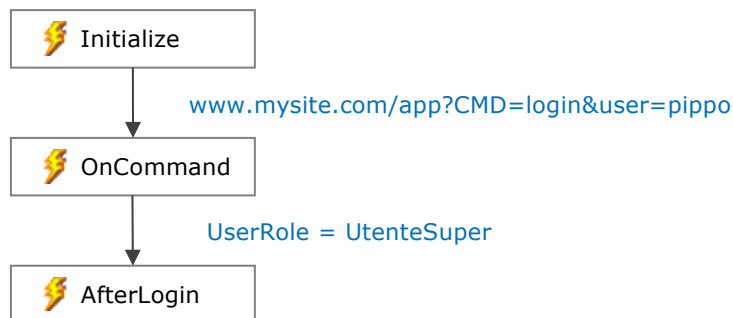 Initialize
www.mysite.com/app?CMD=login&user=pippo
OnCommand
UserRole = UtenteSuper
AfterLogin